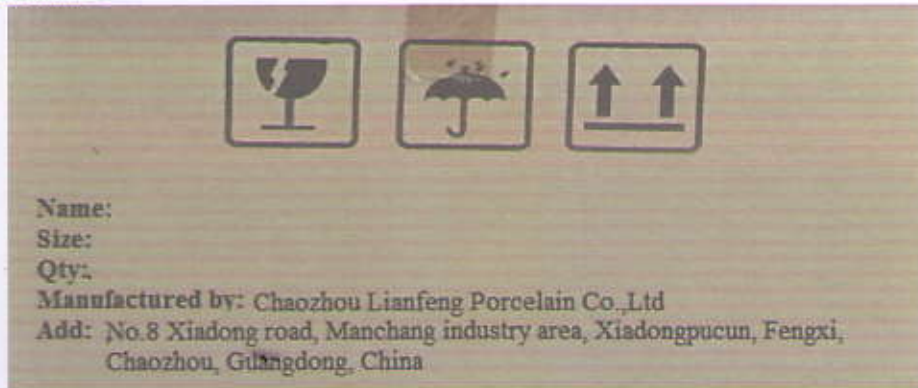 Name:
Size:
Qty:
Manufactured by: Chaozhou Lianfeng Porcelain Co.,Ltd
Add: No.8 Xiadong road, Manchang industry area, Xiadongpucun, Fengxi,
Chaozhou, Guangdong, China